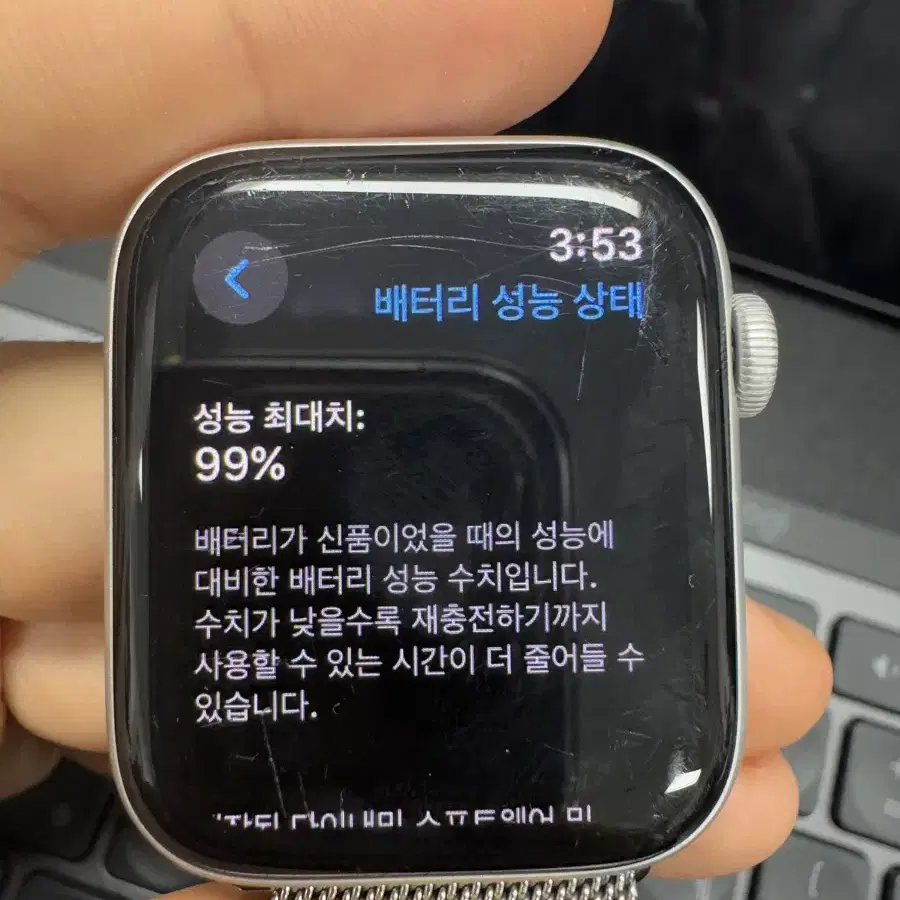 3:53
배터리 성능 상태
성능 최대치:
99%
배터리가 신품이었을 때의 성능에
대비한 배터리 성능 수치입니다.
수치가 낮을수록 재충전하기까지
사용할 수 있는 시간이 더 줄어들 수
있습니다.